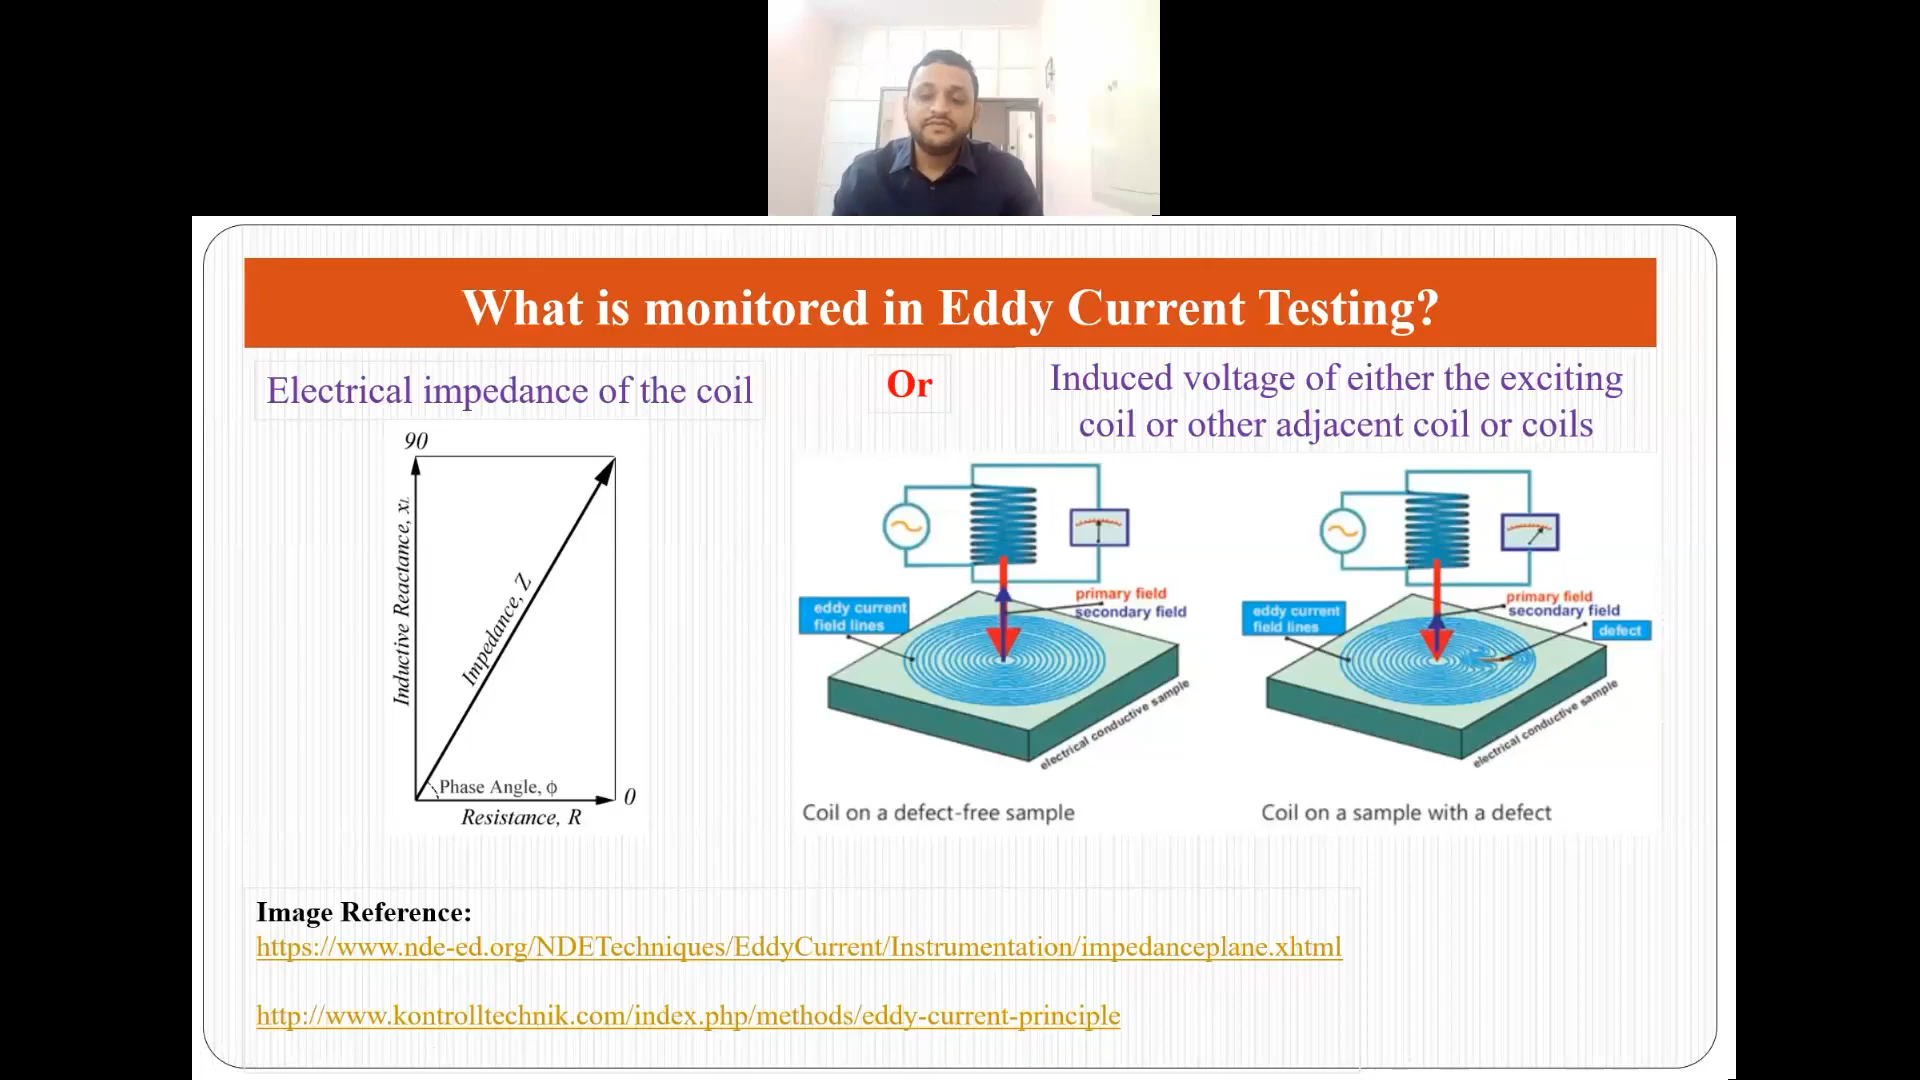 What is monitored in Eddy Current Testing?
Electrical impedance of the coil
Or
Induced voltage of either the exciting
coil or other adjacent coil or coils
90
Inductive Reactance, xL
Impedance, Z
Phase Angle, ϕ
0
Resistance, R
eddy current
field lines
primary field
secondary field
electrical conductive sample
Coil on a defect-free sample
eddy current
field lines
primary field
secondary field
defect
electrical conductive sample
Coil on a sample with a defect
Image Reference:
https://www.nde-ed.org/NDETechniques/EddyCurrent/Instrumentation/impedanceplane.xhtml
http://www.kontrolltechnik.com/index.php/methods/eddy-current-principle